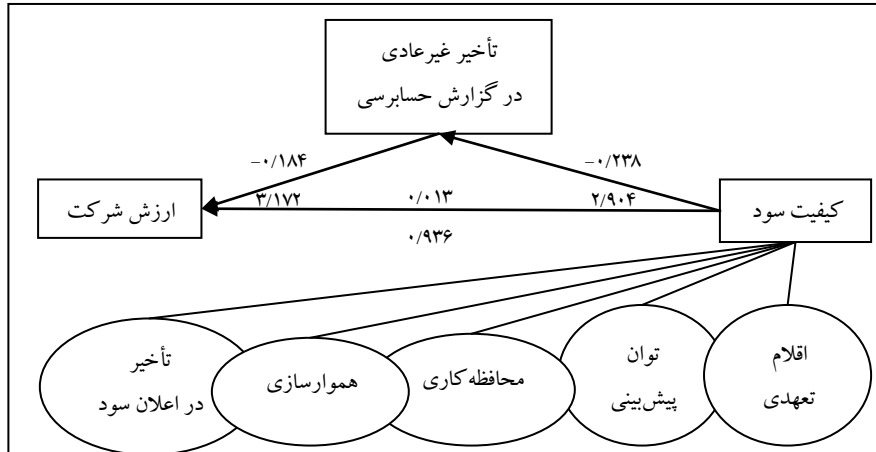 تأخیر غیرعادی
در گزارش حسابرسی
-۰/۲۳۸
-۰/۱۸۴
کیفیت سود
۲/۹۰۴
۰/۰۱۳
۳/۱۷۲
ارزش شرکت
۰/۹۳۶
اقلام
تعهدی
توان
پیش‌بینی
محافظه‌کاری
هموارسازی
تأخیر
در اعلان سود